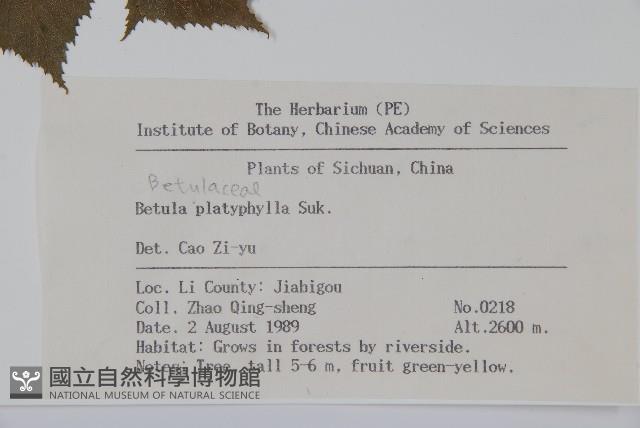 The Herbarium (PE)
Institute of Botany, Chinese Academy of Sciences
Plants of Sichuan, China
Betulaceae
Betula platyphylla Suk.
Det. Cao Zi-yu
Loc. Li County: Jiabigou
Coll. Zhao Qing-sheng No.0218
Date. 2 August 1989 Alt.2600 m.
Habitat: Grows in forests by riverside.
Notes: Tree, tall 5-6 m, fruit green-yellow.
國立自然科學博物館
NATIONAL MUSEUM OF NATURAL SCIENCE